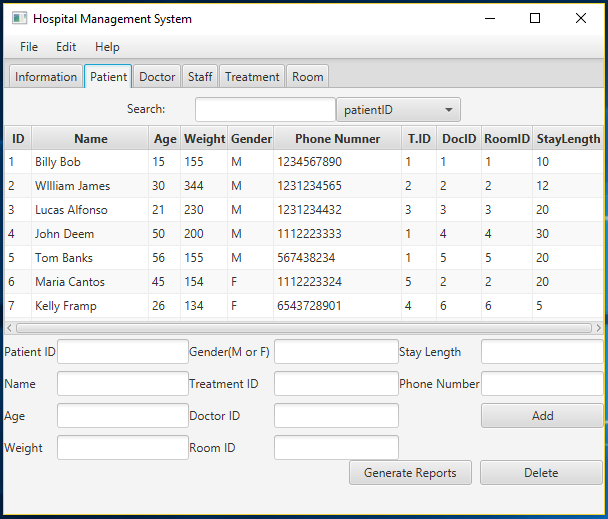 Hospital Management System
File Edit Help
Information Patient Doctor Staff Treatment Room
Search: patientID
ID Name Age Weight Gender Phone Numner T.ID DocID RoomID StayLength
1 Billy Bob 15 155 M 1234567890 1 1 1 10
2 WIlliam James 30 344 M 1231234565 2 2 2 12
3 Lucas Alfonso 21 230 M 1231234432 3 3 3 20
4 John Deem 50 200 M 1112223333 1 4 4 30
5 Tom Banks 56 155 M 567438234 1 5 5 20
6 Maria Cantos 45 154 F 1112223324 5 2 2 20
7 Kelly Framp 26 134 F 6543728901 4 6 6 5
Patient ID Gender(M or F) Stay Length
Name Treatment ID Phone Number
Age Doctor ID Add
Weight Room ID
Generate Reports Delete